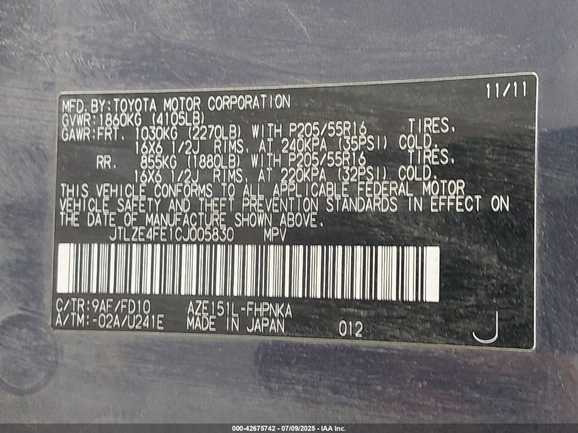 MFD. BY: TOYOTA MOTOR CORPORATION 11/11
GVWR: 1860KG (4105LB)
GAWR: FRT. 1030KG (2270LB) WITH P205/55R16 TIRES.
16X6 1/2J RIMS. AT 240KPA (35PSI) COLD.
RR. 855KG (1880LB) WITH P205/55R16 TIRES.
16X6 1/2J RIMS. AT 220KPA (32PSI) COLD.
THIS VEHICLE CONFORMS TO ALL APPLICABLE FEDERAL MOTOR
VEHICLE SAFETY AND THEFT PREVENTION STANDARDS IN EFFECT ON
THE DATE OF MANUFACTURE SHOWN ABOVE.
JTLZE4FE1CJ005830 MPV
C/TR: 9AF/FD10 AZE151L-FHPNKA
A/TM: -02A/U241E MADE IN JAPAN 012 J
000-42675742 - 07/09/2025 - IAA Inc.